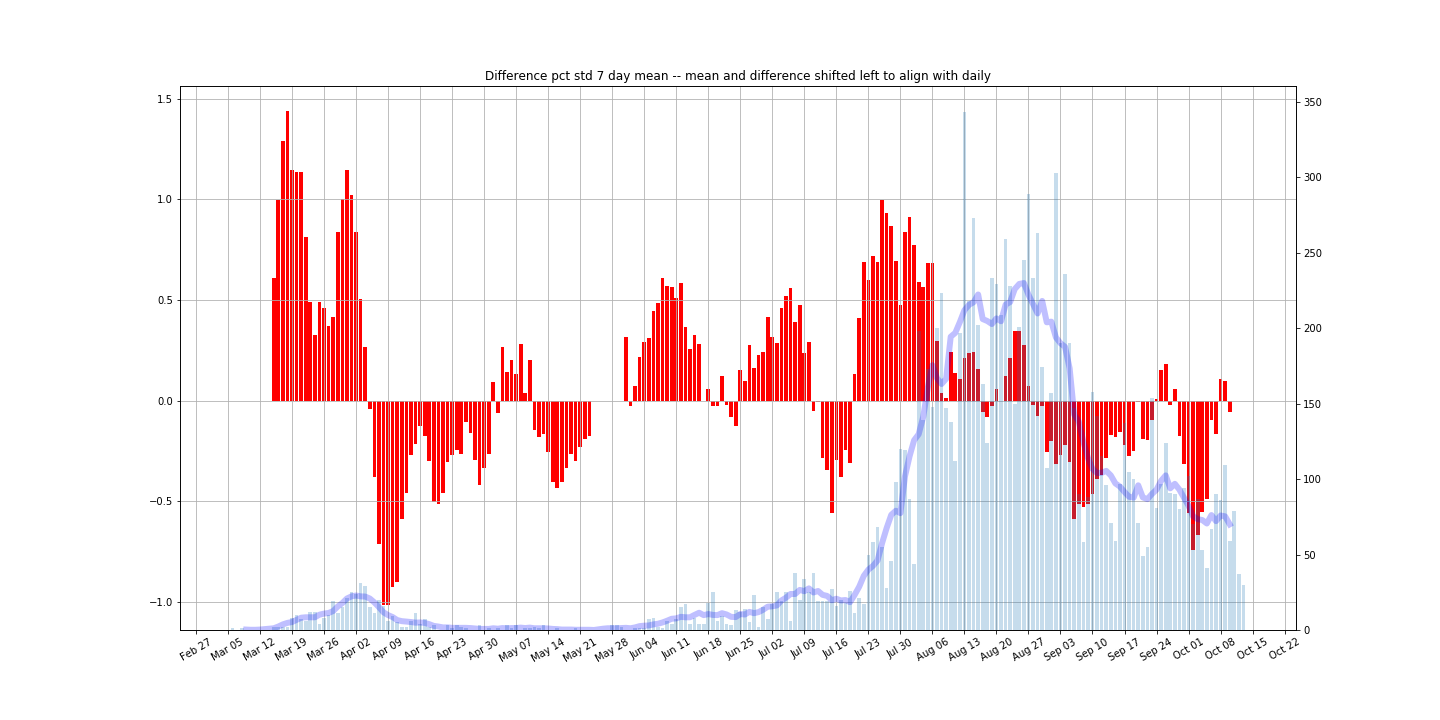 Difference pct std 7 day mean -- mean and difference shifted left to align with daily
1.5
1.0
0.5
0.0
−0.5
−1.0
350
300
250
200
150
100
50
0
Feb 27
Mar 05
Mar 12
Mar 19
Mar 26
Apr 02
Apr 09
Apr 16
Apr 23
Apr 30
May 07
May 14
May 21
May 28
Jun 04
Jun 11
Jun 18
Jun 25
Jul 02
Jul 09
Jul 16
Jul 23
Jul 30
Aug 06
Aug 13
Aug 20
Aug 27
Sep 03
Sep 10
Sep 17
Sep 24
Oct 01
Oct 08
Oct 15
Oct 22